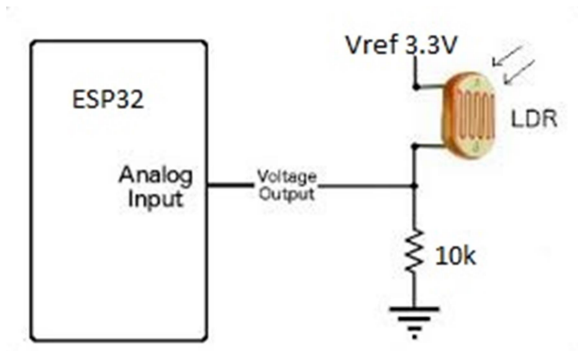 Vref 3.3V
ESP32
LDR
Analog
Input
Voltage
Output
10k